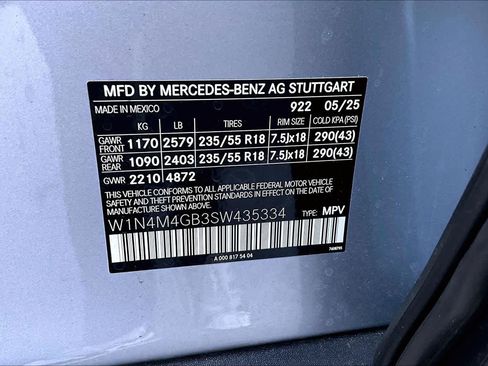 MFD BY MERCEDES-BENZ AG STUTTGART
MADE IN MEXICO 922 05/25
KG LB TIRE SIZE RIM SIZE COLD KPA (PSI)
GAWR FRONT 1170 2579 235/55 R18 7.5Jx18 290(43)
GAWR REAR 1090 2403 235/55 R18 7.5Jx18 290(43)
GVWR 2210 4872
THIS VEHICLE CONFORMS TO ALL APPLICABLE FEDERAL MOTOR VEHICLE
SAFETY AND THEFT PREVENTION STANDARDS IN EFFECT ON THE DATE
OF MANUFACTURE SHOWN ABOVE.
W1N4M4GB3SW435334 TYPE: MPV
A 000 817 54 04